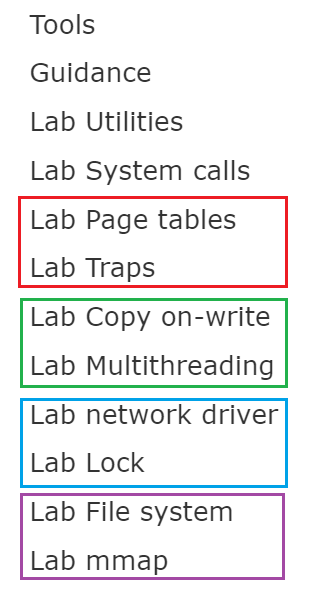 Tools
Guidance
Lab Utilities
Lab System calls
Lab Page tables
Lab Traps
Lab Copy on-write
Lab Multithreading
Lab network driver
Lab Lock
Lab File system
Lab mmap